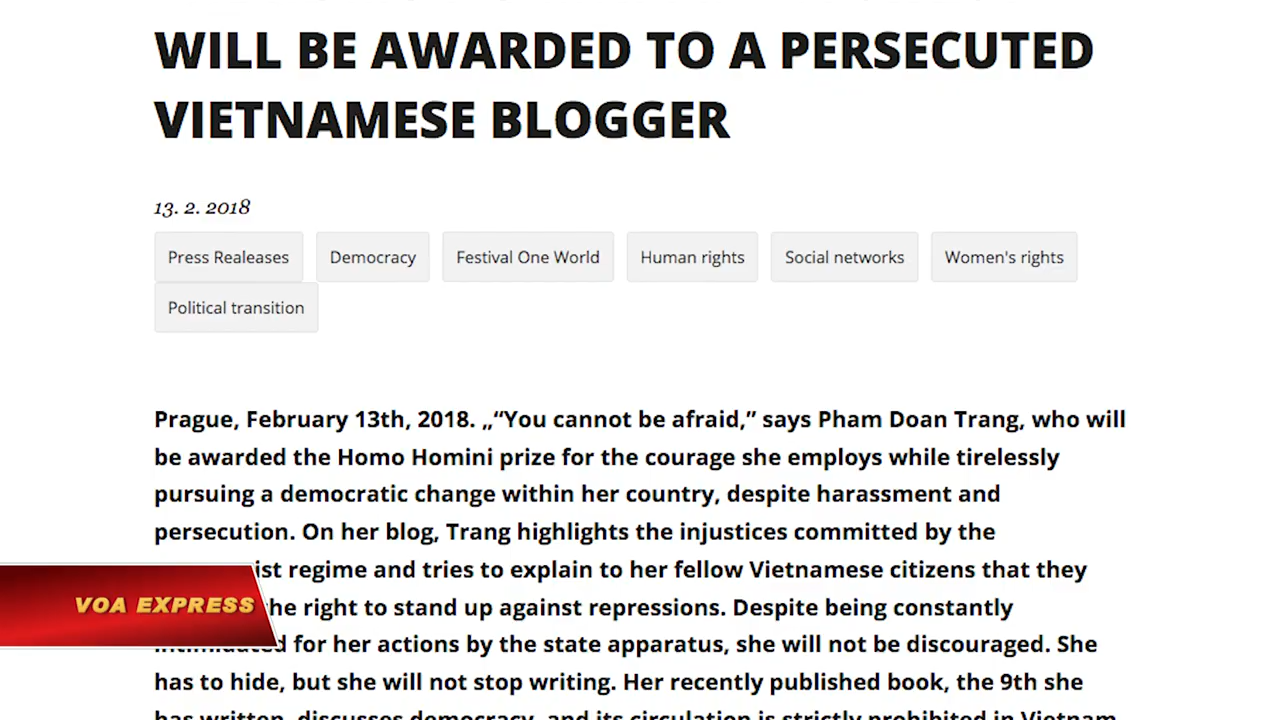 WILL BE AWARDED TO A PERSECUTED
VIETNAMESE BLOGGER
13. 2. 2018
Press Realeases Democracy Festival One World Human rights Social networks Women's rights
Political transition
Prague, February 13th, 2018. „“You cannot be afraid,” says Pham Doan Trang, who will
be awarded the Homo Homini prize for the courage she employs while tirelessly
pursuing a democratic change within her country, despite harassment and
persecution. On her blog, Trang highlights the injustices committed by the
ist regime and tries to explain to her fellow Vietnamese citizens that they
VOA EXPRESS
the right to stand up against repressions. Despite being constantly
intimidated for her actions by the state apparatus, she will not be discouraged. She
has to hide, but she will not stop writing. Her recently published book, the 9th she
has written, discusses democracy, and its circulation is strictly prohibited in Vietnam